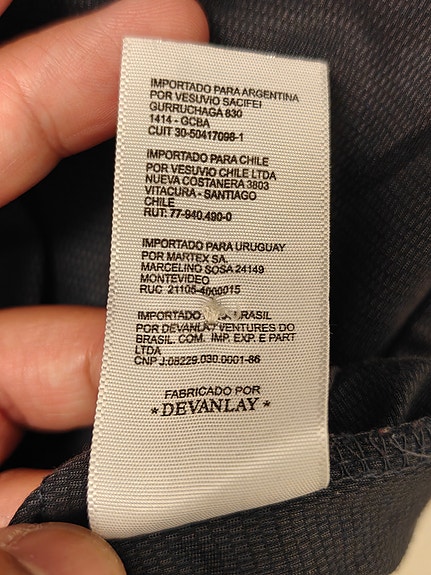 IMPORTADO PARA ARGENTINA
POR VESUVIO SACIFEI
GURRUCHAGA 830
1414 - GCBA
CUIT 30-50417098-1
IMPORTADO PARA CHILE
POR VESUVIO CHILE LTDA
NUEVA COSTANERA 3803
VITACURA - SANTIAGO
CHILE
RUT: 77-940.490-0
IMPORTADO PARA URUGUAY
POR MARTEX SA,
MARCELINO SOSA 24149
MONTEVIDEO
RUC 21105-4000015
IMPORTADO RASIL
POR DEVANLAY VENTURES DO
BRASIL. COM. IMP. EXP. E PART
LTDA
CNPJ:08229.030.0001-86
FABRICADO POR
*DEVANLAY*